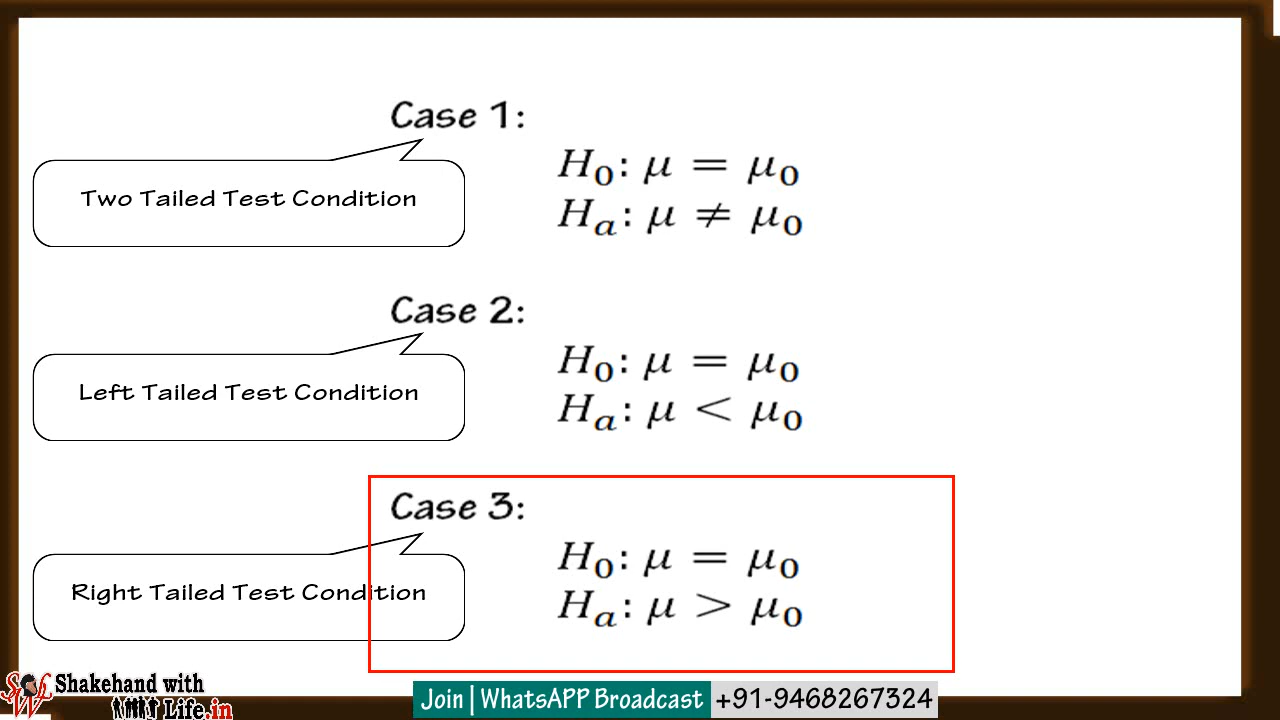 Case 1:
H₀: μ = μ₀
Two Tailed Test Condition
Hₐ: μ ≠ μ₀
Case 2:
H₀: μ = μ₀
Left Tailed Test Condition
Hₐ: μ < μ₀
Case 3:
H₀: μ = μ₀
Right Tailed Test Condition
Hₐ: μ > μ₀
SWL Shakehand with
Life.in
Join | WhatsAPP Broadcast +91-9468267324